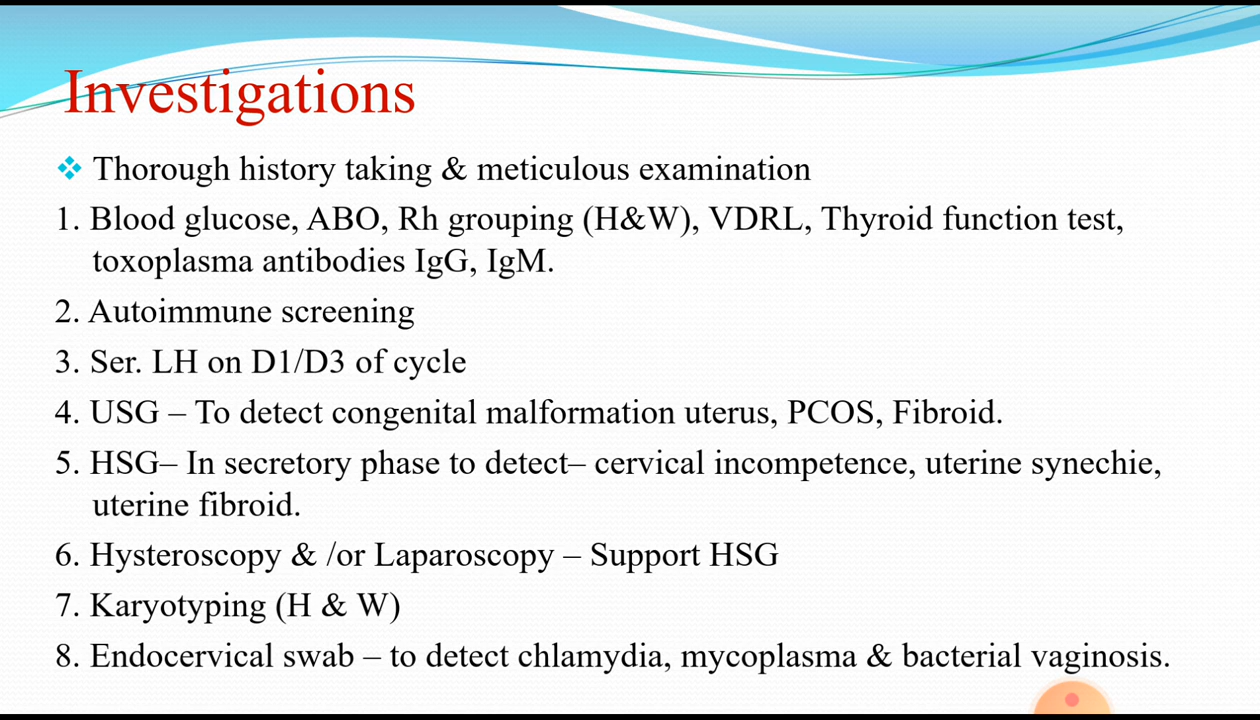 Investigations
❖ Thorough history taking & meticulous examination
1. Blood glucose, ABO, Rh grouping (H&W), VDRL, Thyroid function test,
toxoplasma antibodies IgG, IgM.
2. Autoimmune screening
3. Ser. LH on D1/D3 of cycle
4. USG – To detect congenital malformation uterus, PCOS, Fibroid.
5. HSG– In secretory phase to detect– cervical incompetence, uterine synechie,
uterine fibroid.
6. Hysteroscopy & /or Laparoscopy – Support HSG
7. Karyotyping (H & W)
8. Endocervical swab – to detect chlamydia, mycoplasma & bacterial vaginosis.